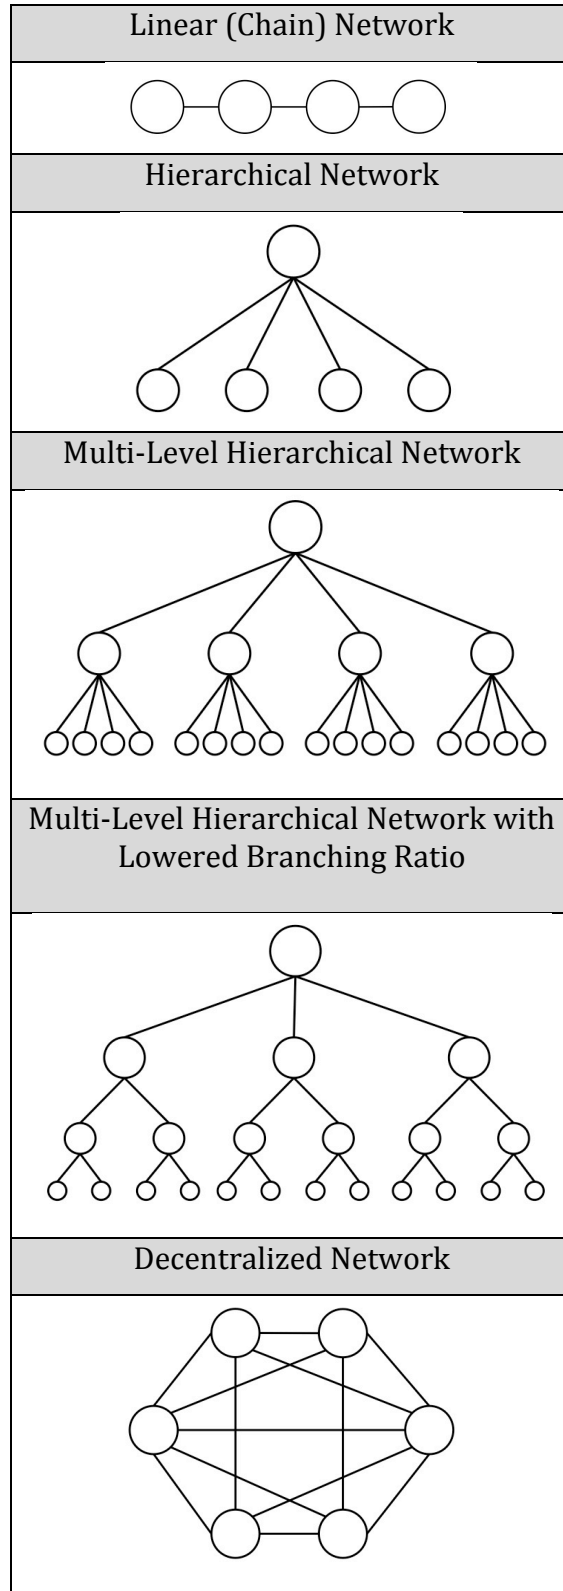 Linear (Chain) Network
Hierarchical Network
Multi-Level Hierarchical Network
Multi-Level Hierarchical Network with
Lowered Branching Ratio
Decentralized Network